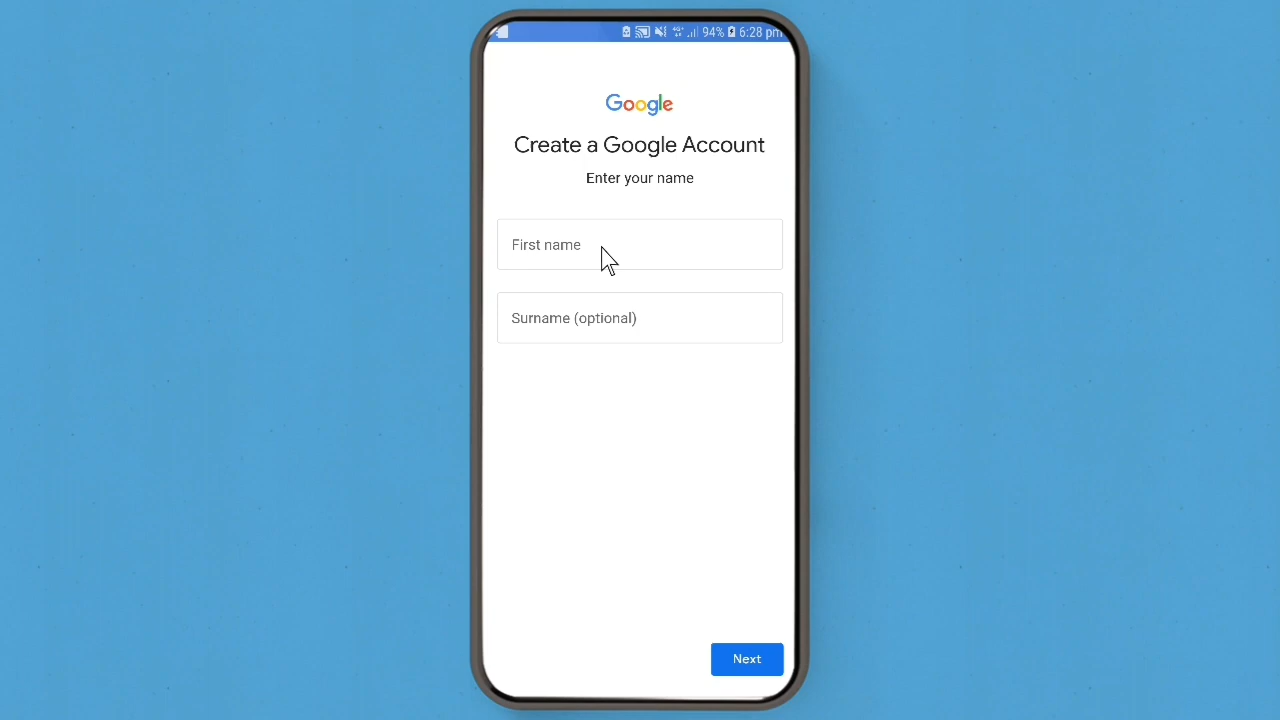 94% 6:28 pm
Google
Create a Google Account
Enter your name
First name
Surname (optional)
Next